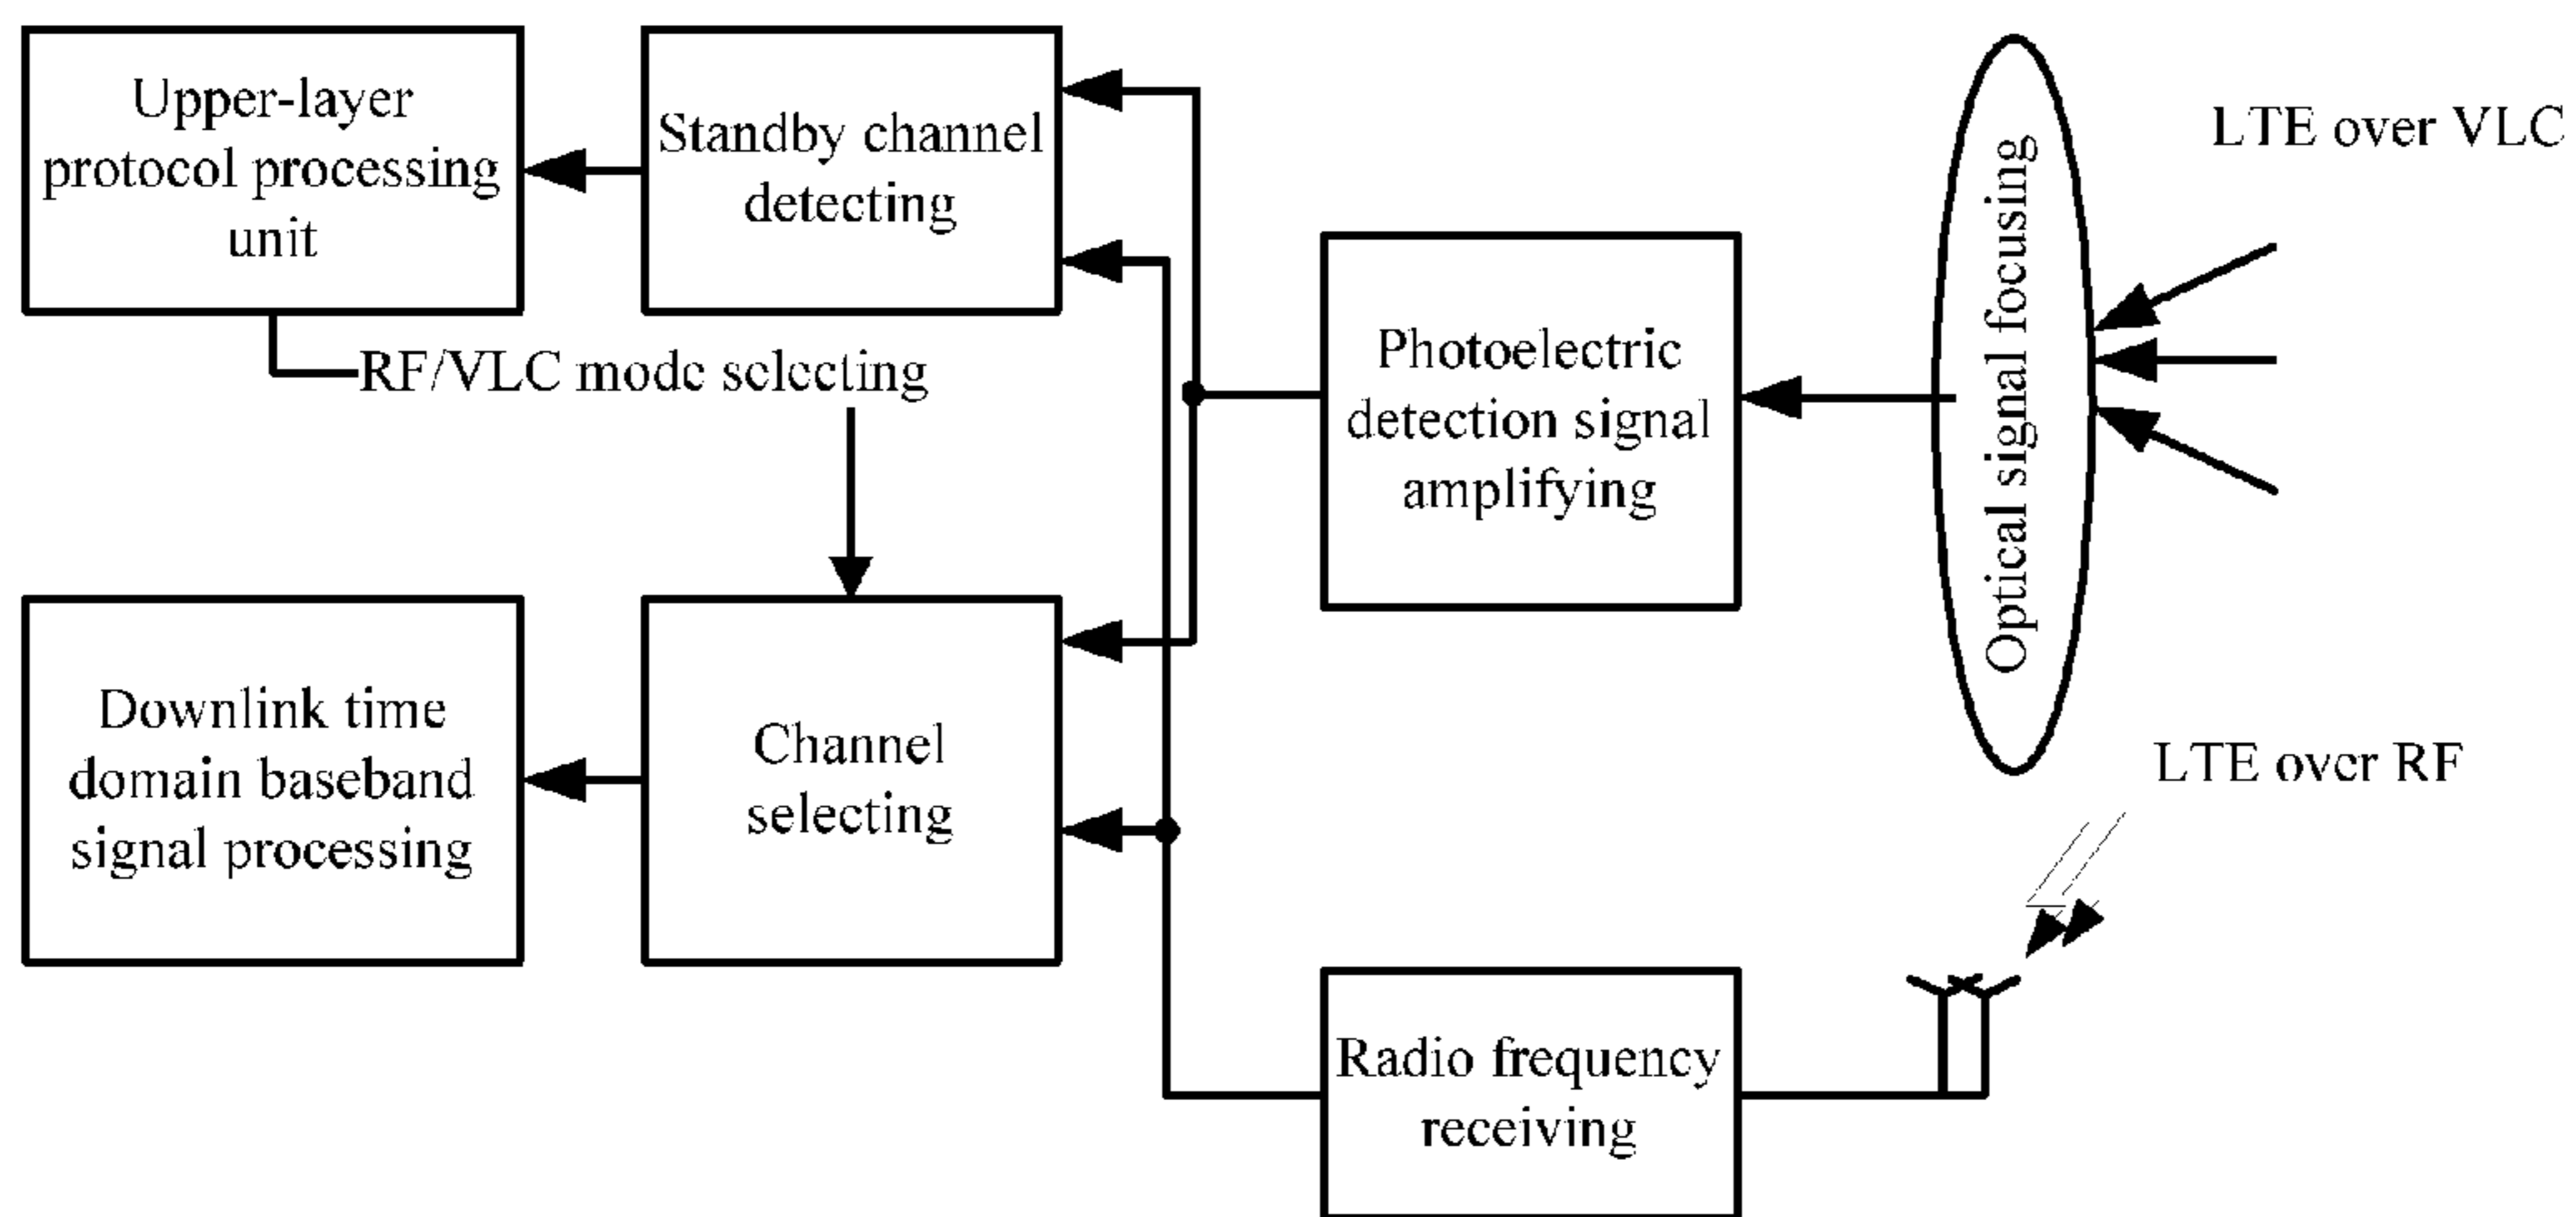 Upper-layer
protocol processing
unit
Standby channel
detecting
LTE over VLC
Optical signal focusing
Photoelectric
detection signal
amplifying
RF/VLC mode selecting
Downlink time
domain baseband
signal processing
Channel
selecting
LTE over RF
Radio frequency
receiving